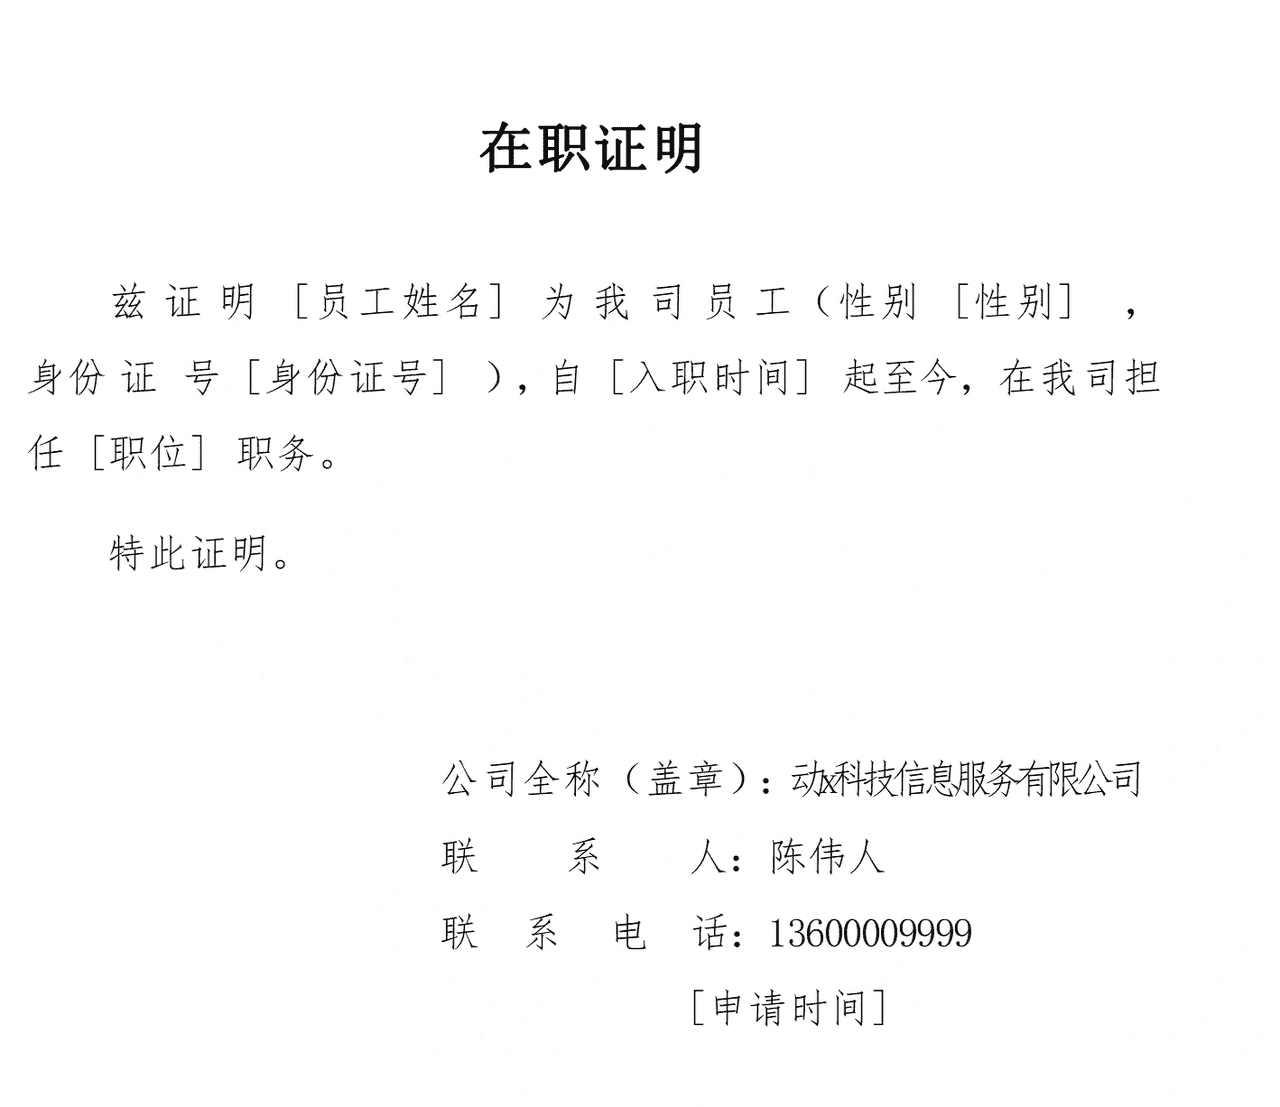 在职证明
兹证明[员工姓名]为我司员工（性别[性别]，
身份证号[身份证号]），自[入职时间]起至今，在我司担
任[职位]职务。
特此证明。
公司全称（盖章）：动x科技信息服务有限公司
联系人：陈伟人
联系电话：13600009999
[申请时间]